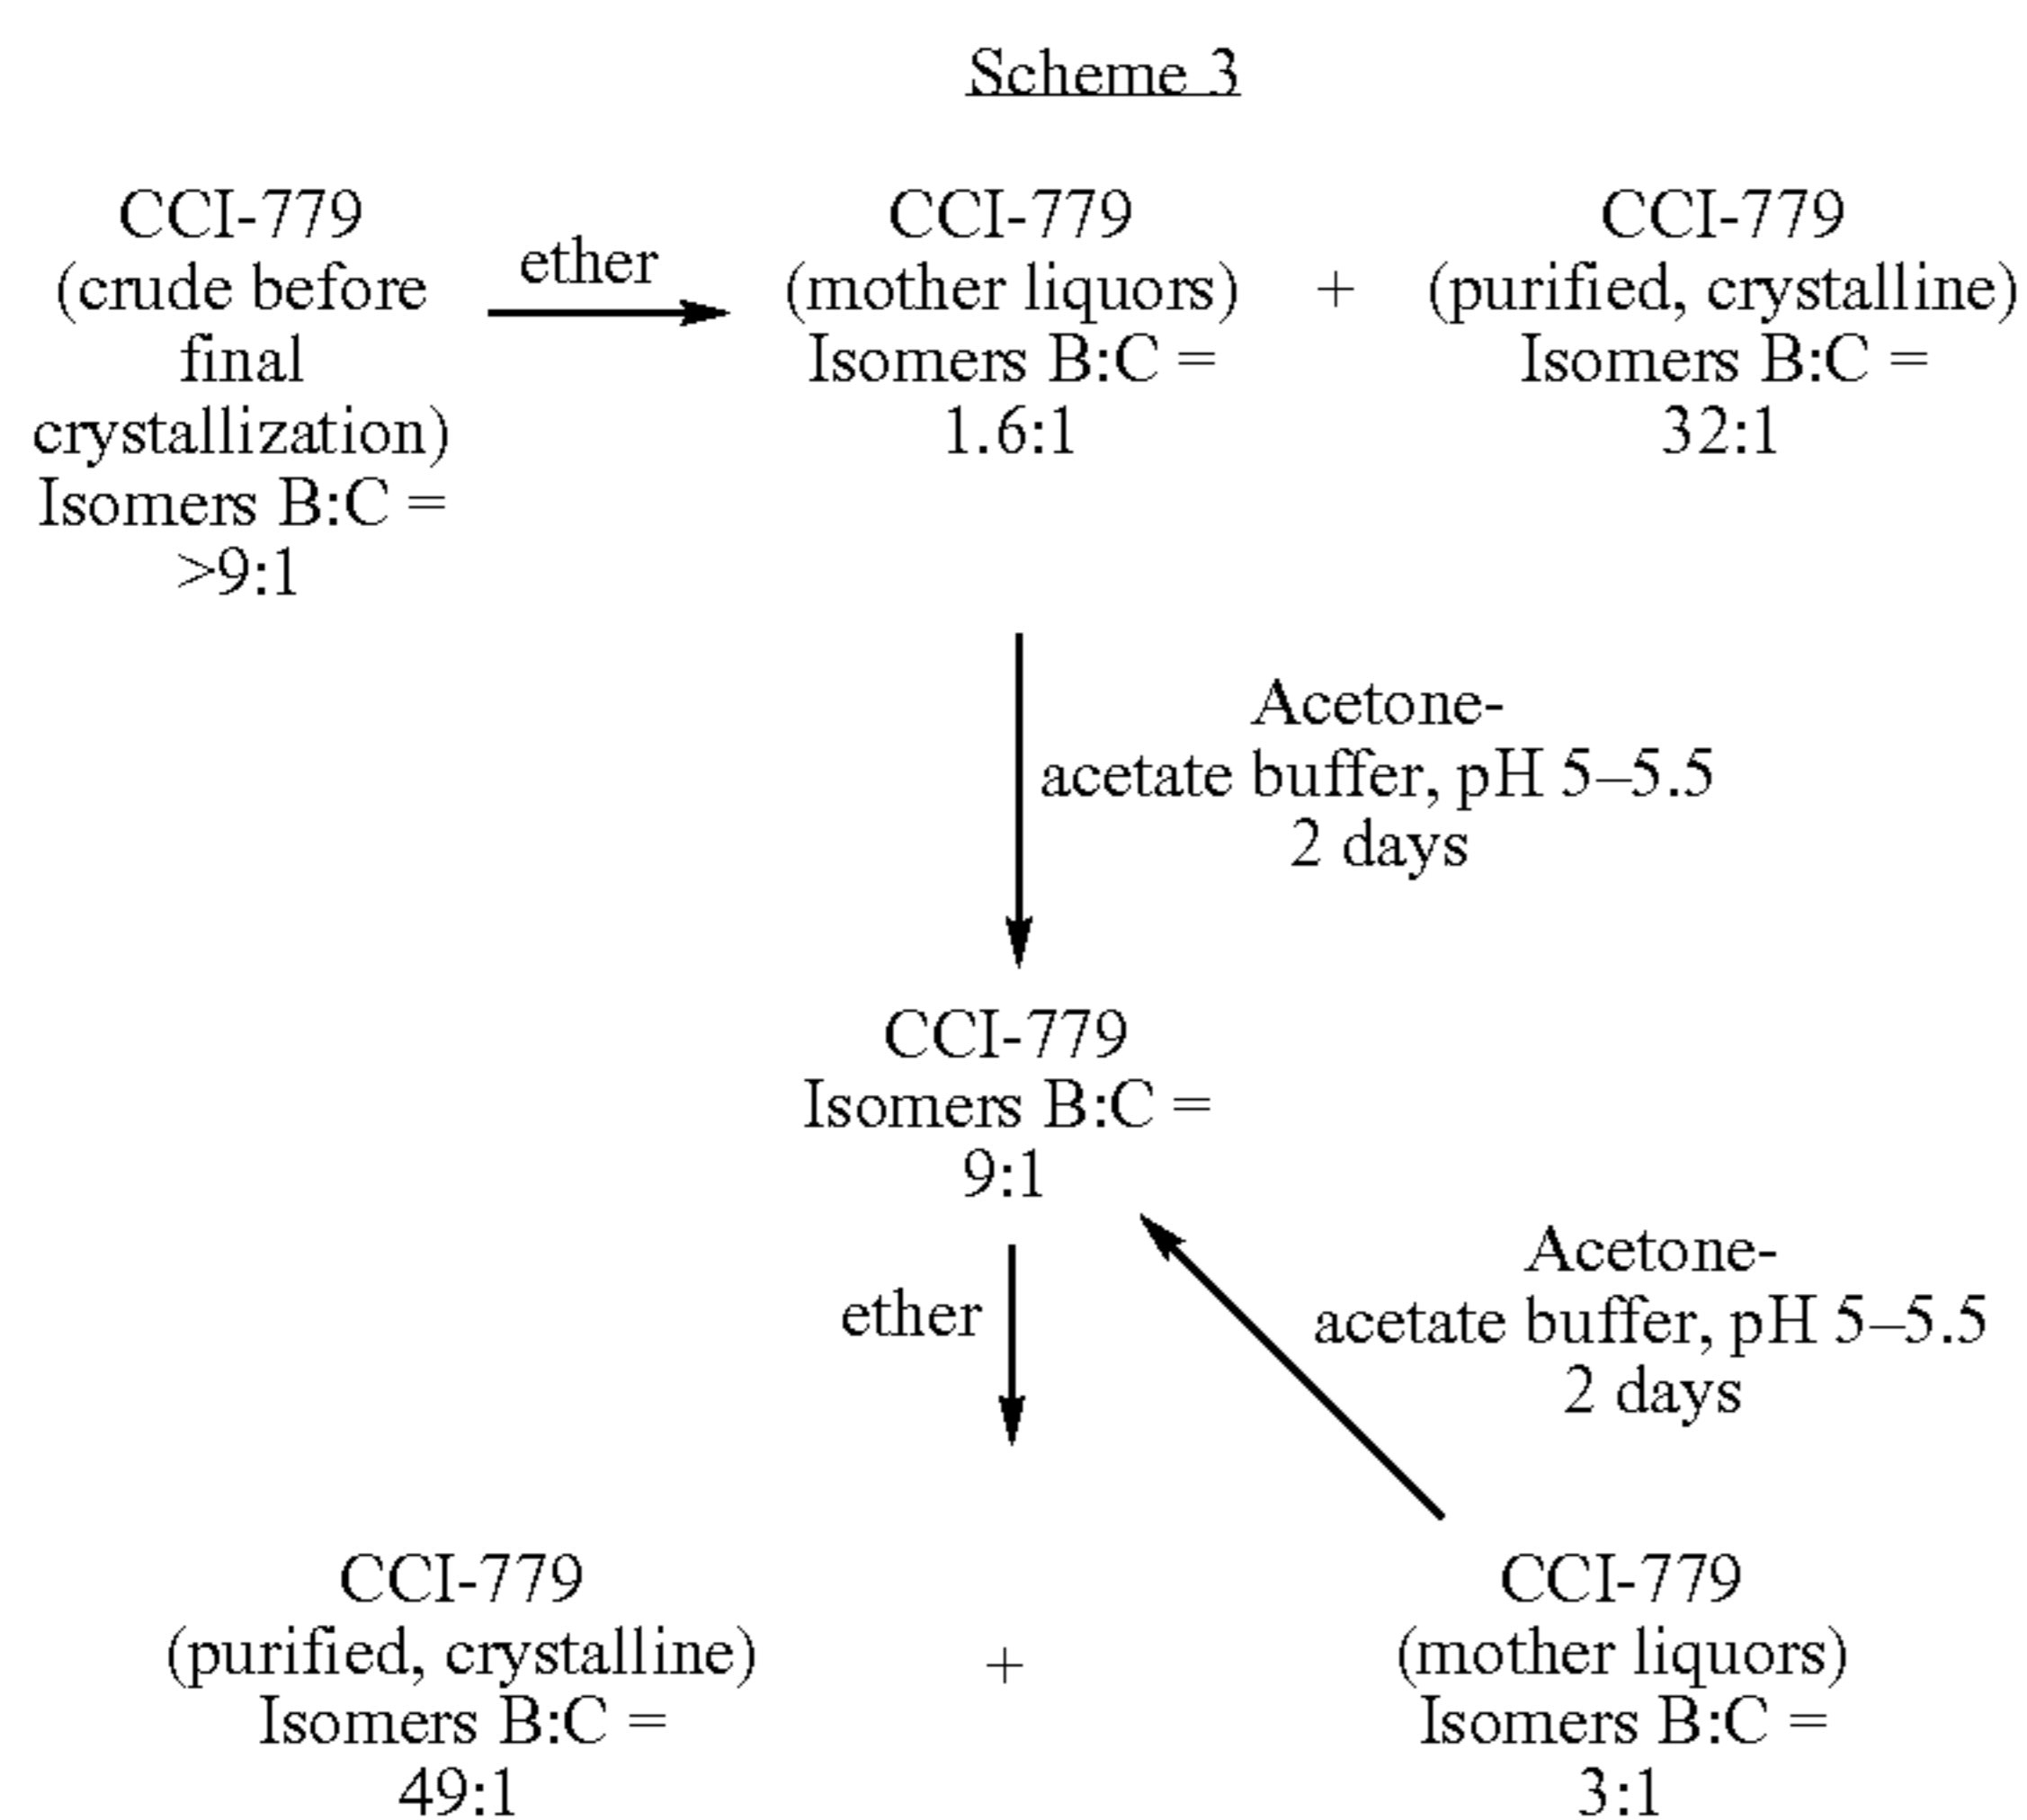 Scheme 3
CCI-779
(crude before
final
crystallization)
Isomers B:C =
>9:1
ether
CCI-779
(mother liquors)
Isomers B:C =
1.6:1
+
CCI-779
(purified, crystalline)
Isomers B:C =
32:1
Acetone-
acetate buffer, pH 5–5.5
2 days
CCI-779
Isomers B:C =
9:1
ether
Acetone-
acetate buffer, pH 5–5.5
2 days
CCI-779
(purified, crystalline)
Isomers B:C =
49:1
+
CCI-779
(mother liquors)
Isomers B:C =
3:1